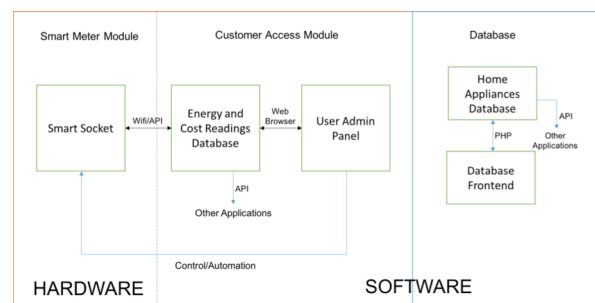 Smart Meter Module
Customer Access Module
Database
Smart Socket
Wifi/API
Energy and
Cost Readings
Database
Web
Browser
User Admin
Panel
API
Other Applications
Control/Automation
Home
Appliances
Database
API
Other
Applications
PHP
Database
Frontend
HARDWARE
SOFTWARE